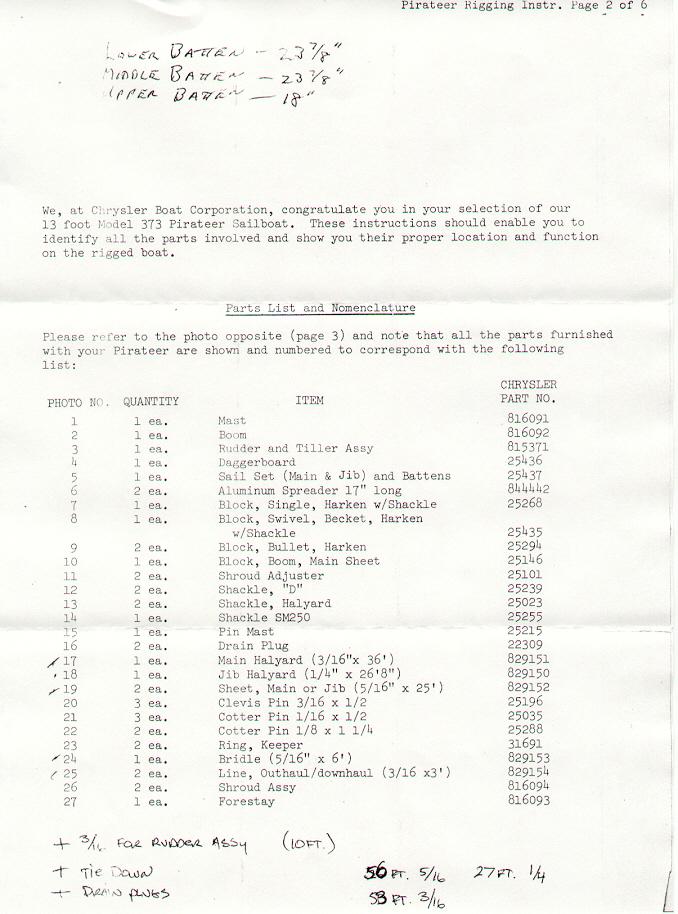 Pirateer Rigging Instr. Page 2 of 6
LOWER BATTEN - 23 7/8"
MIDDLE BATTEN - 23 7/8"
UPPER BATTEN - 18"
We, at Chrysler Boat Corporation, congratulate you in your selection of our
13 foot Model 373 Pirateer Sailboat. These instructions should enable you to
identify all the parts involved and show you their proper location and function
on the rigged boat.
Parts List and Nomenclature
Please refer to the photo opposite (page 3) and note that all the parts furnished
with your Pirateer are shown and numbered to correspond with the following
list:
CHRYSLER
PHOTO NO. QUANTITY ITEM PART NO.
1 1 ea. Mast 816091
2 1 ea. Boom 816092
3 1 ea. Rudder and Tiller Assy 815371
4 1 ea. Daggerboard 25436
5 1 ea. Sail Set (Main & Jib) and Battens 25437
6 2 ea. Aluminum Spreader 17" long 844442
7 1 ea. Block, Single, Harken w/Shackle 25268
8 1 ea. Block, Swivel, Becket, Harken
w/Shackle 25435
9 2 ea. Block, Bullet, Harken 25294
10 1 ea. Block, Boom, Main Sheet 25146
11 2 ea. Shroud Adjuster 25101
12 2 ea. Shackle, "D" 25239
13 2 ea. Shackle, Halyard 25023
14 1 ea. Shackle SM250 25255
15 1 ea. Pin Mast 25215
16 2 ea. Drain Plug 22309
17 1 ea. Main Halyard (3/16"x 36') 829151
18 1 ea. Jib Halyard (1/4" x 26'8") 829150
19 2 ea. Sheet, Main or Jib (5/16" x 25') 829152
20 3 ea. Clevis Pin 3/16 x 1/2 25196
21 3 ea. Cotter Pin 1/16 x 1/2 25035
22 2 ea. Cotter Pin 1/8 x 1 1/4 25288
23 2 ea. Ring, Keeper 31691
24 1 ea. Bridle (5/16" x 6') 829153
25 2 ea. Line, Outhaul/downhaul (3/16 x3') 829154
26 2 ea. Shroud Assy 816094
27 1 ea. Forestay 816093
+ 3/16 FOR RUDDER ASSY (10FT.)
+ TIE DOWN 56 FT. 5/16 27 FT. 1/4
+ DRAIN PLUGS 53 FT. 3/16